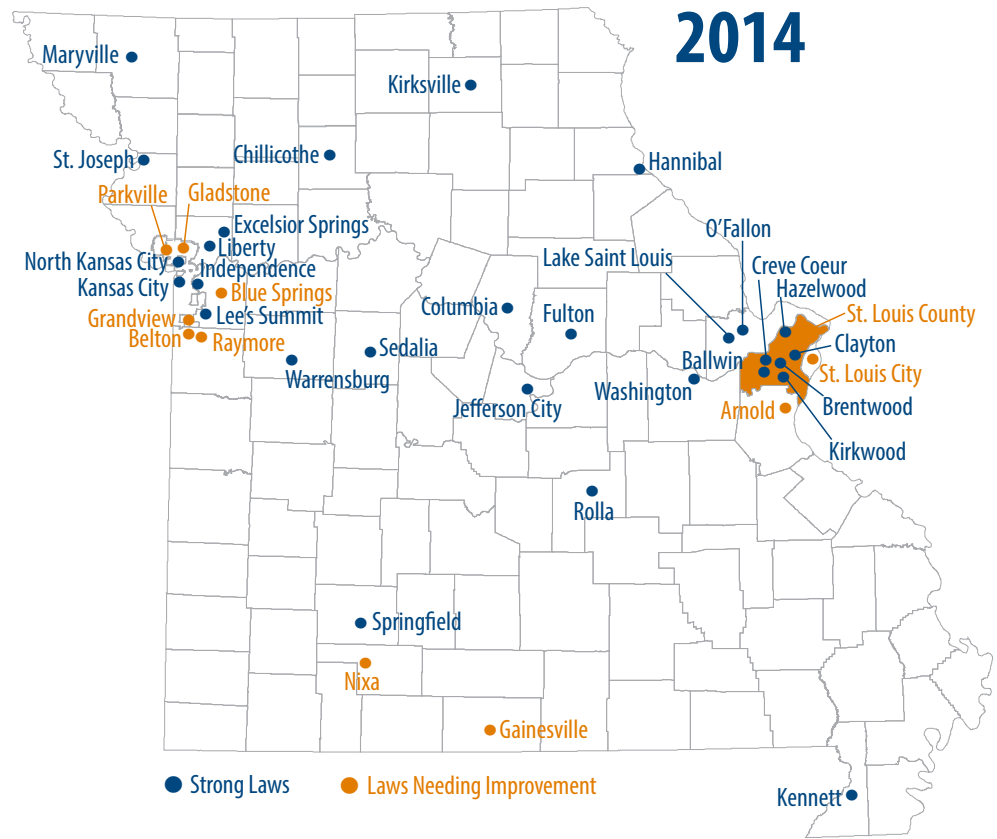 2014
Maryville
Kirksville
St. Joseph
Chillicothe
Hannibal
Parkville
Gladstone
Excelsior Springs
Liberty
North Kansas City
Independence
Kansas City
Blue Springs
Grandview
Lee's Summit
Belton
Raymore
Warrensburg
Sedalia
Columbia
Fulton
Jefferson City
Lake Saint Louis
O'Fallon
Creve Coeur
Hazelwood
St. Louis County
Clayton
Ballwin
St. Louis City
Washington
Arnold
Brentwood
Kirkwood
Rolla
Springfield
Nixa
Gainesville
Kennett
Strong Laws
Laws Needing Improvement